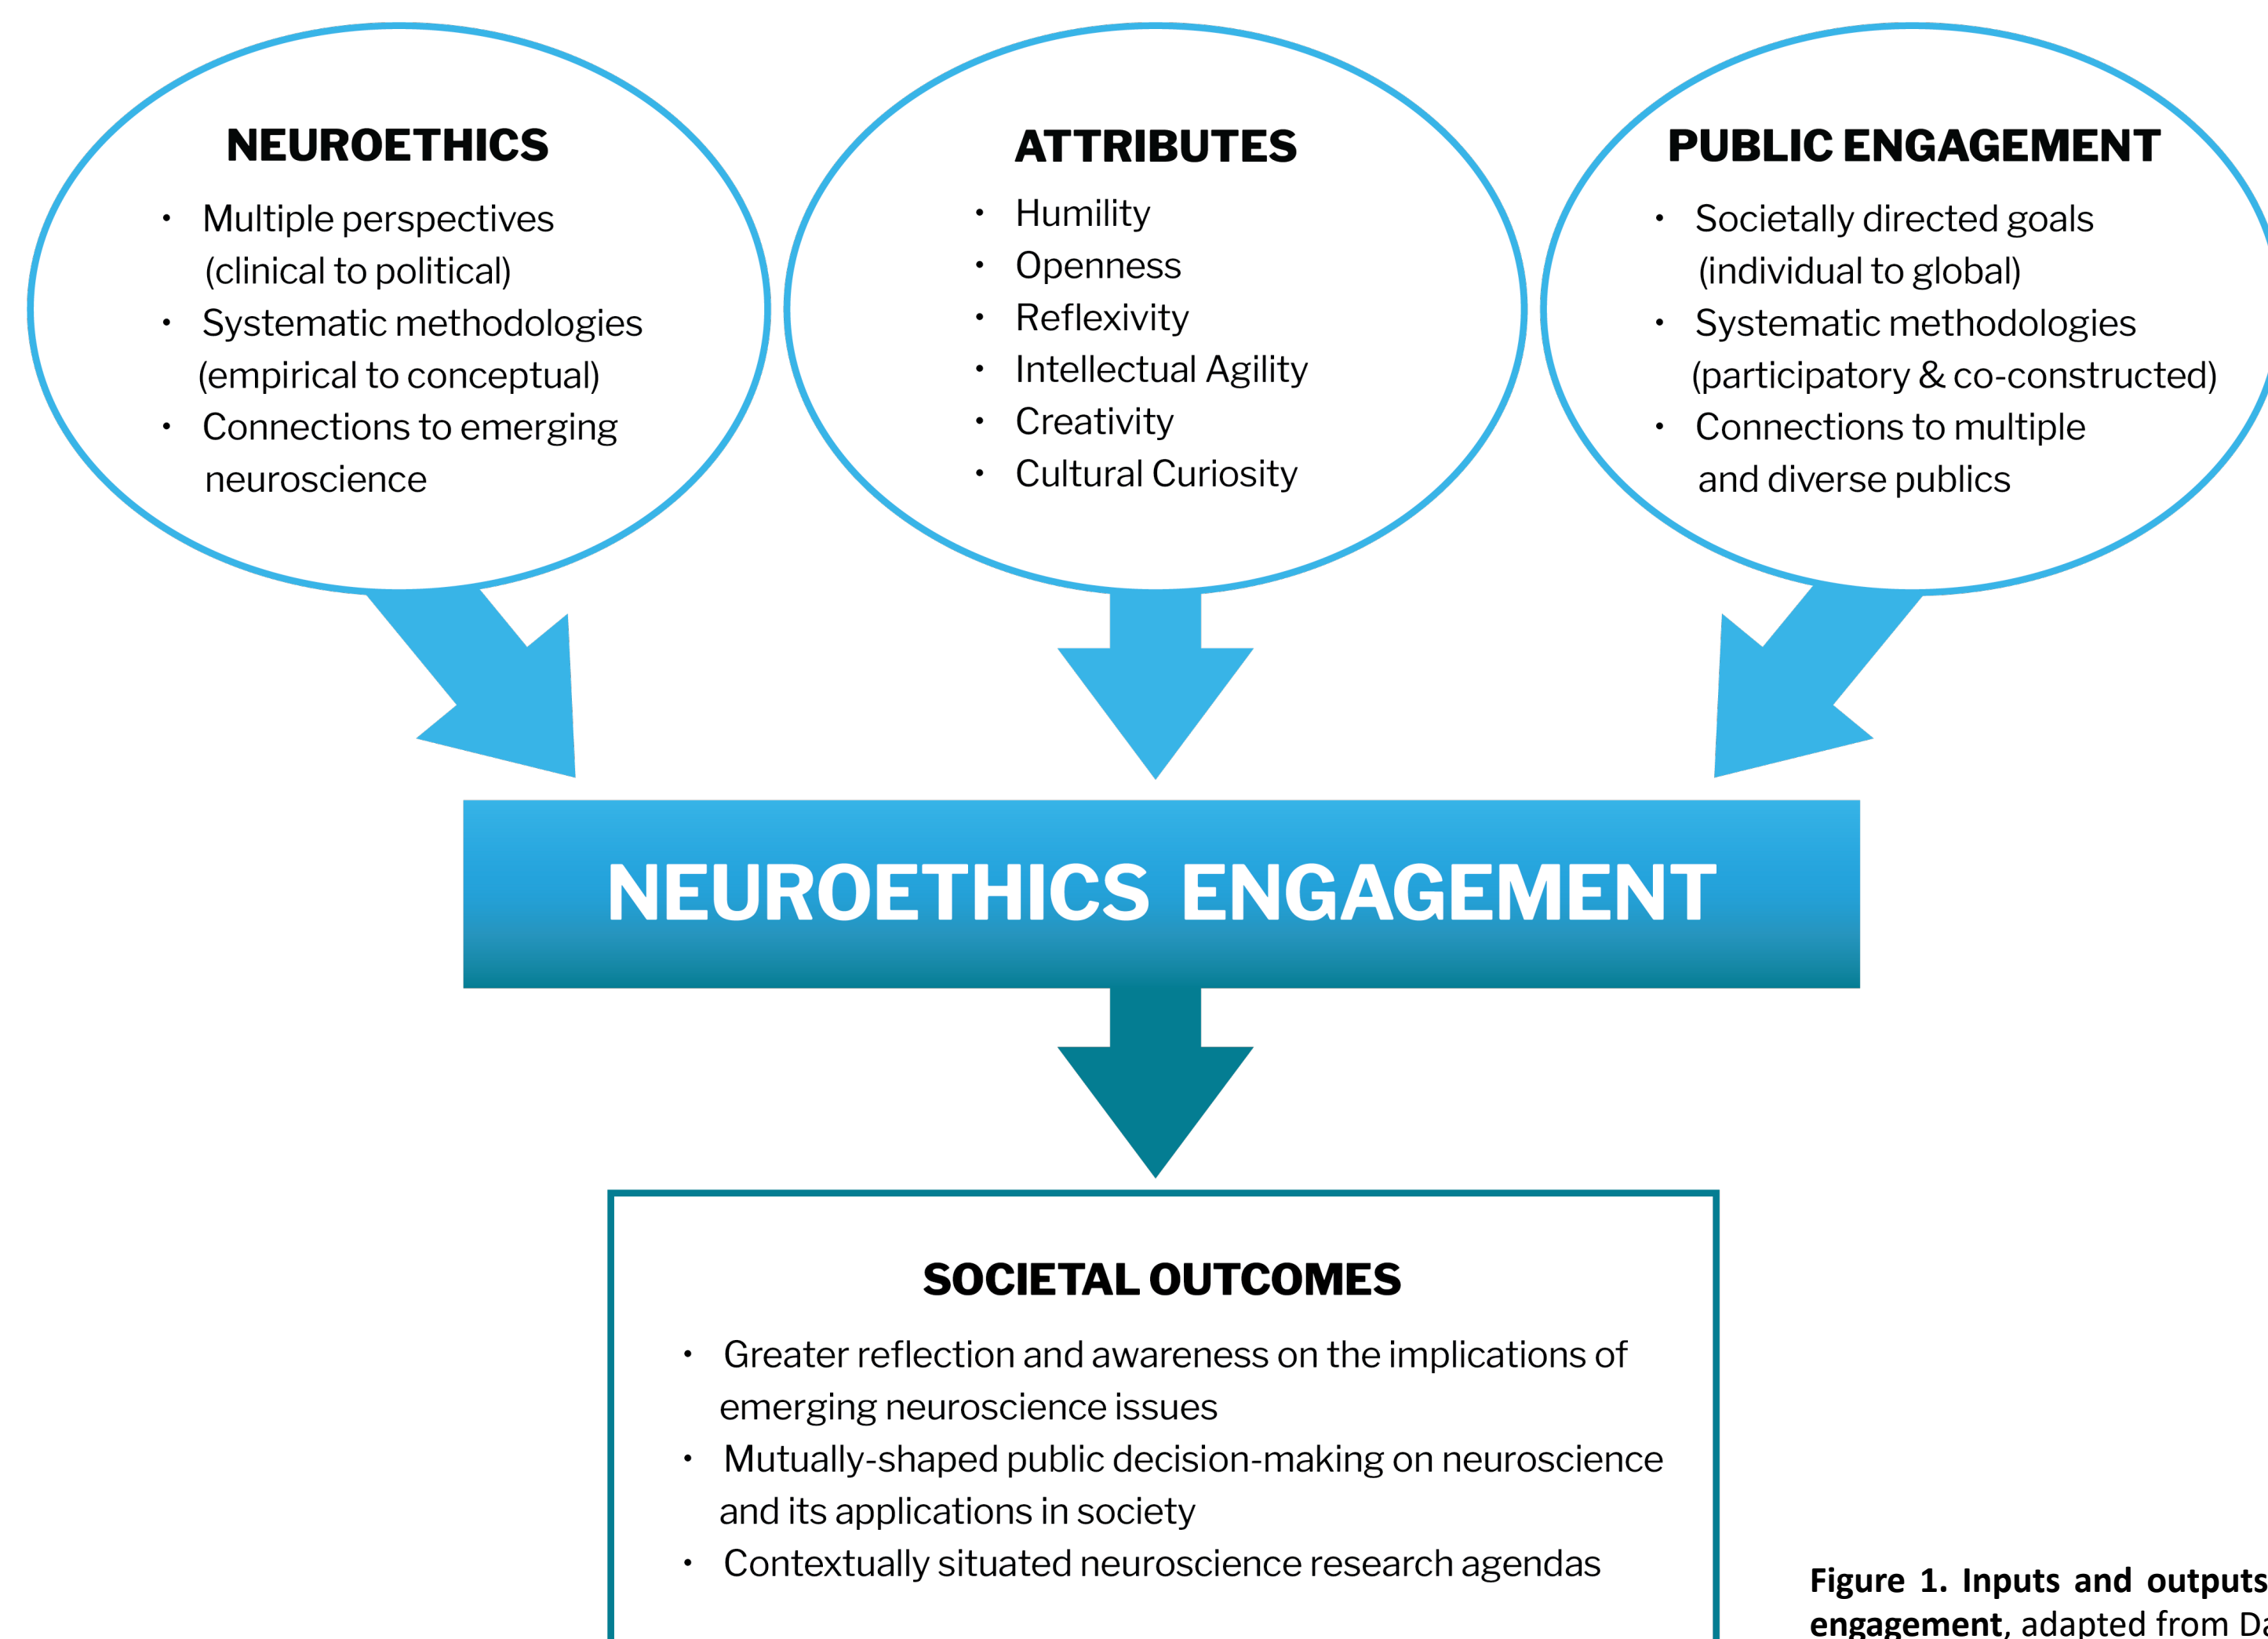 NEUROETHICS
• Multiple perspectives
(clinical to political)
• Systematic methodologies
(empirical to conceptual)
• Connections to emerging
neuroscience
ATTRIBUTES
• Humility
• Openness
• Reflexivity
• Intellectual Agility
• Creativity
• Cultural Curiosity
PUBLIC ENGAGEMENT
• Societally directed goals
(individual to global)
• Systematic methodologies
(participatory & co-constructed)
• Connections to multiple
and diverse publics
NEUROETHICS ENGAGEMENT
SOCIETAL OUTCOMES
• Greater reflection and awareness on the implications of
emerging neuroscience issues
• Mutually-shaped public decision-making on neuroscience
and its applications in society
• Contextually situated neuroscience research agendas
Figure 1. Inputs and outputs
engagement, adapted from